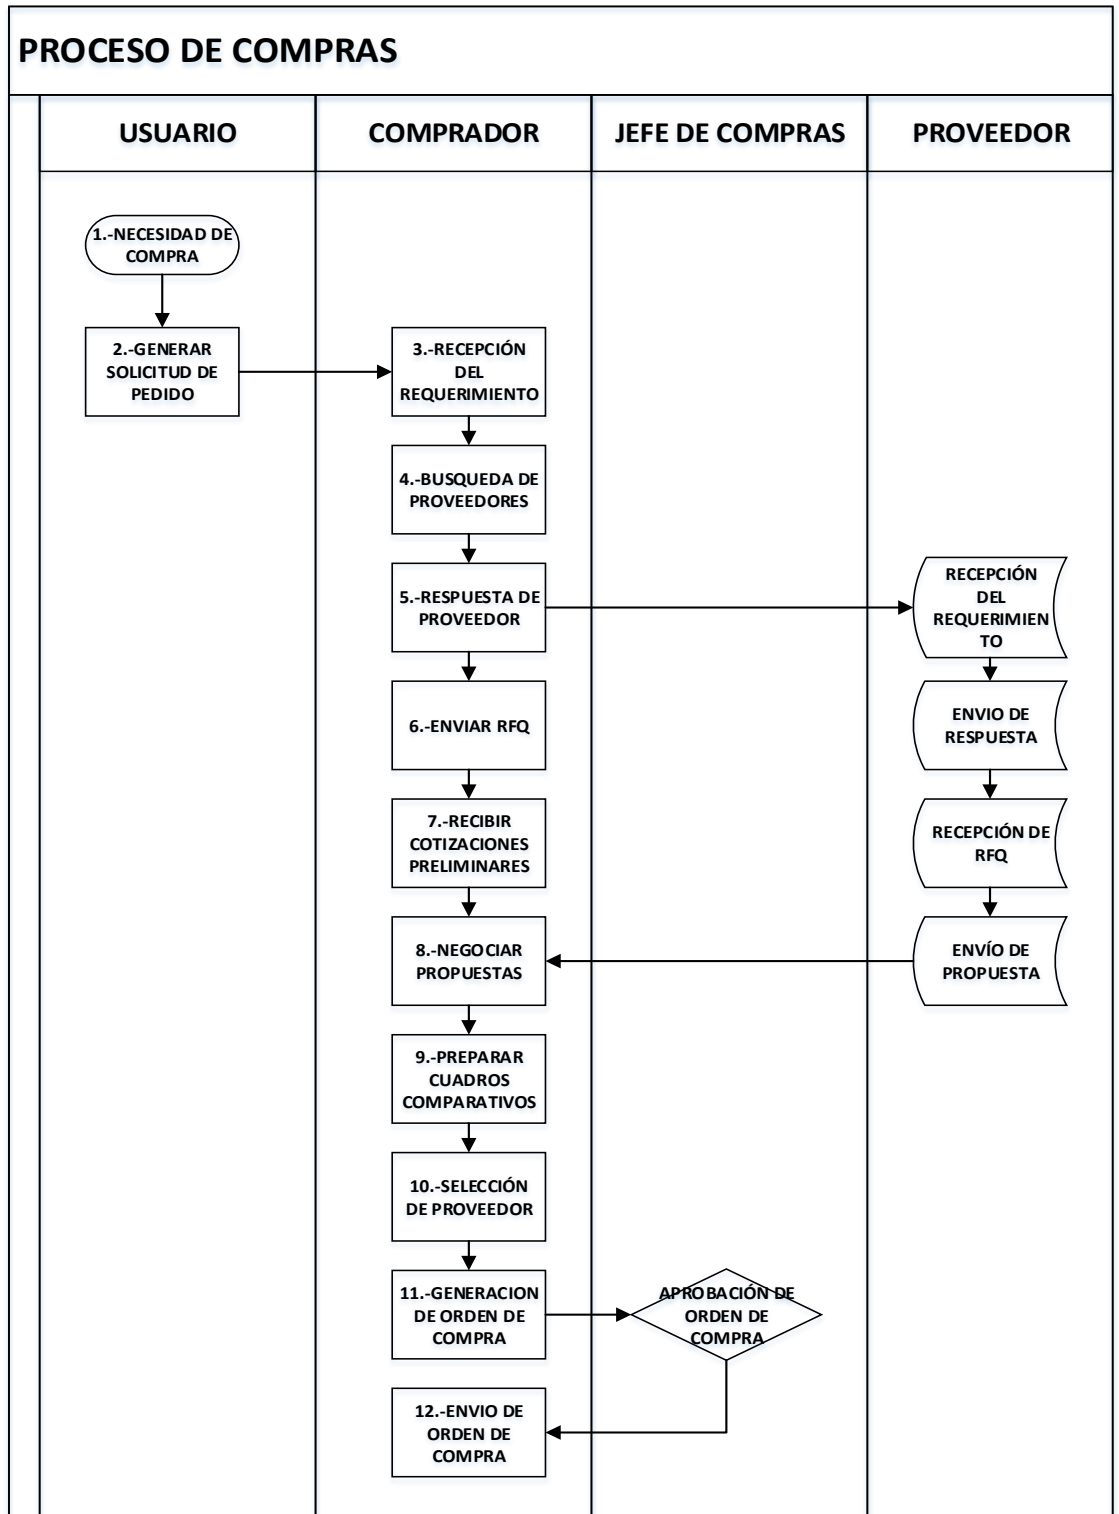 PROCESO DE COMPRAS
USUARIO
COMPRADOR
JEFE DE COMPRAS
PROVEEDOR
1.-NECESIDAD DE
COMPRA
2.-GENERAR
SOLICITUD DE
PEDIDO
3.-RECEPCIÓN
DEL
REQUERIMIENTO
4.-BUSQUEDA DE
PROVEEDORES
5.-RESPUESTA DE
PROVEEDOR
RECEPCIÓN
DEL
REQUERIMIEN
TO
6.-ENVIAR RFQ
ENVIO DE
RESPUESTA
7.-RECIBIR
COTIZACIONES
PRELIMINARES
RECEPCIÓN DE
RFQ
8.-NEGOCIAR
PROPUESTAS
ENVÍO DE
PROPUESTA
9.-PREPARAR
CUADROS
COMPARATIVOS
10.-SELECCIÓN
DE PROVEEDOR
11.-GENERACION
DE ORDEN DE
COMPRA
APROBACIÓN DE
ORDEN DE
COMPRA
12.-ENVIO DE
ORDEN DE
COMPRA